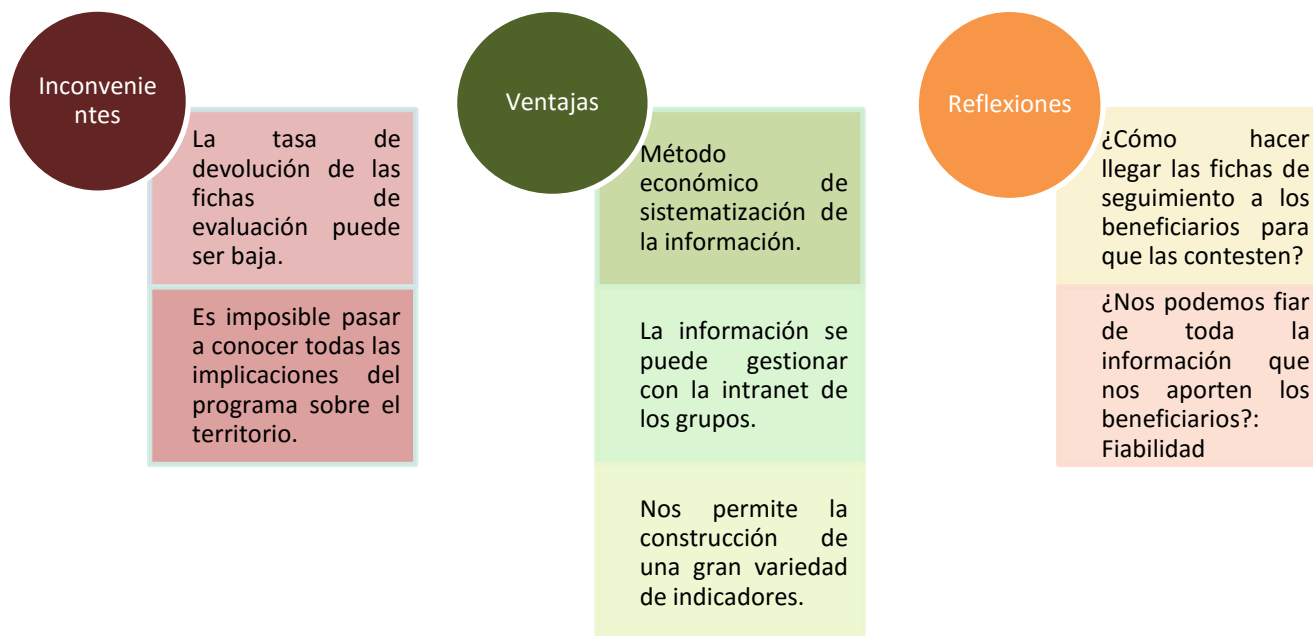 Inconvenie
ntes
La tasa de
devolución de las
fichas de
evaluación puede
ser baja.
Es imposible pasar
a conocer todas las
implicaciones del
programa sobre el
territorio.
Ventajas
Método
económico de
sistematización de
la información.
La información se
puede gestionar
con la intranet de
los grupos.
Nos permite la
construcción de
una gran variedad
de indicadores.
Reflexiones
¿Cómo hacer
llegar las fichas de
seguimiento a los
beneficiarios para
que las contesten?
¿Nos podemos fiar
de toda la
información que
nos aporten los
beneficiarios?:
Fiabilidad